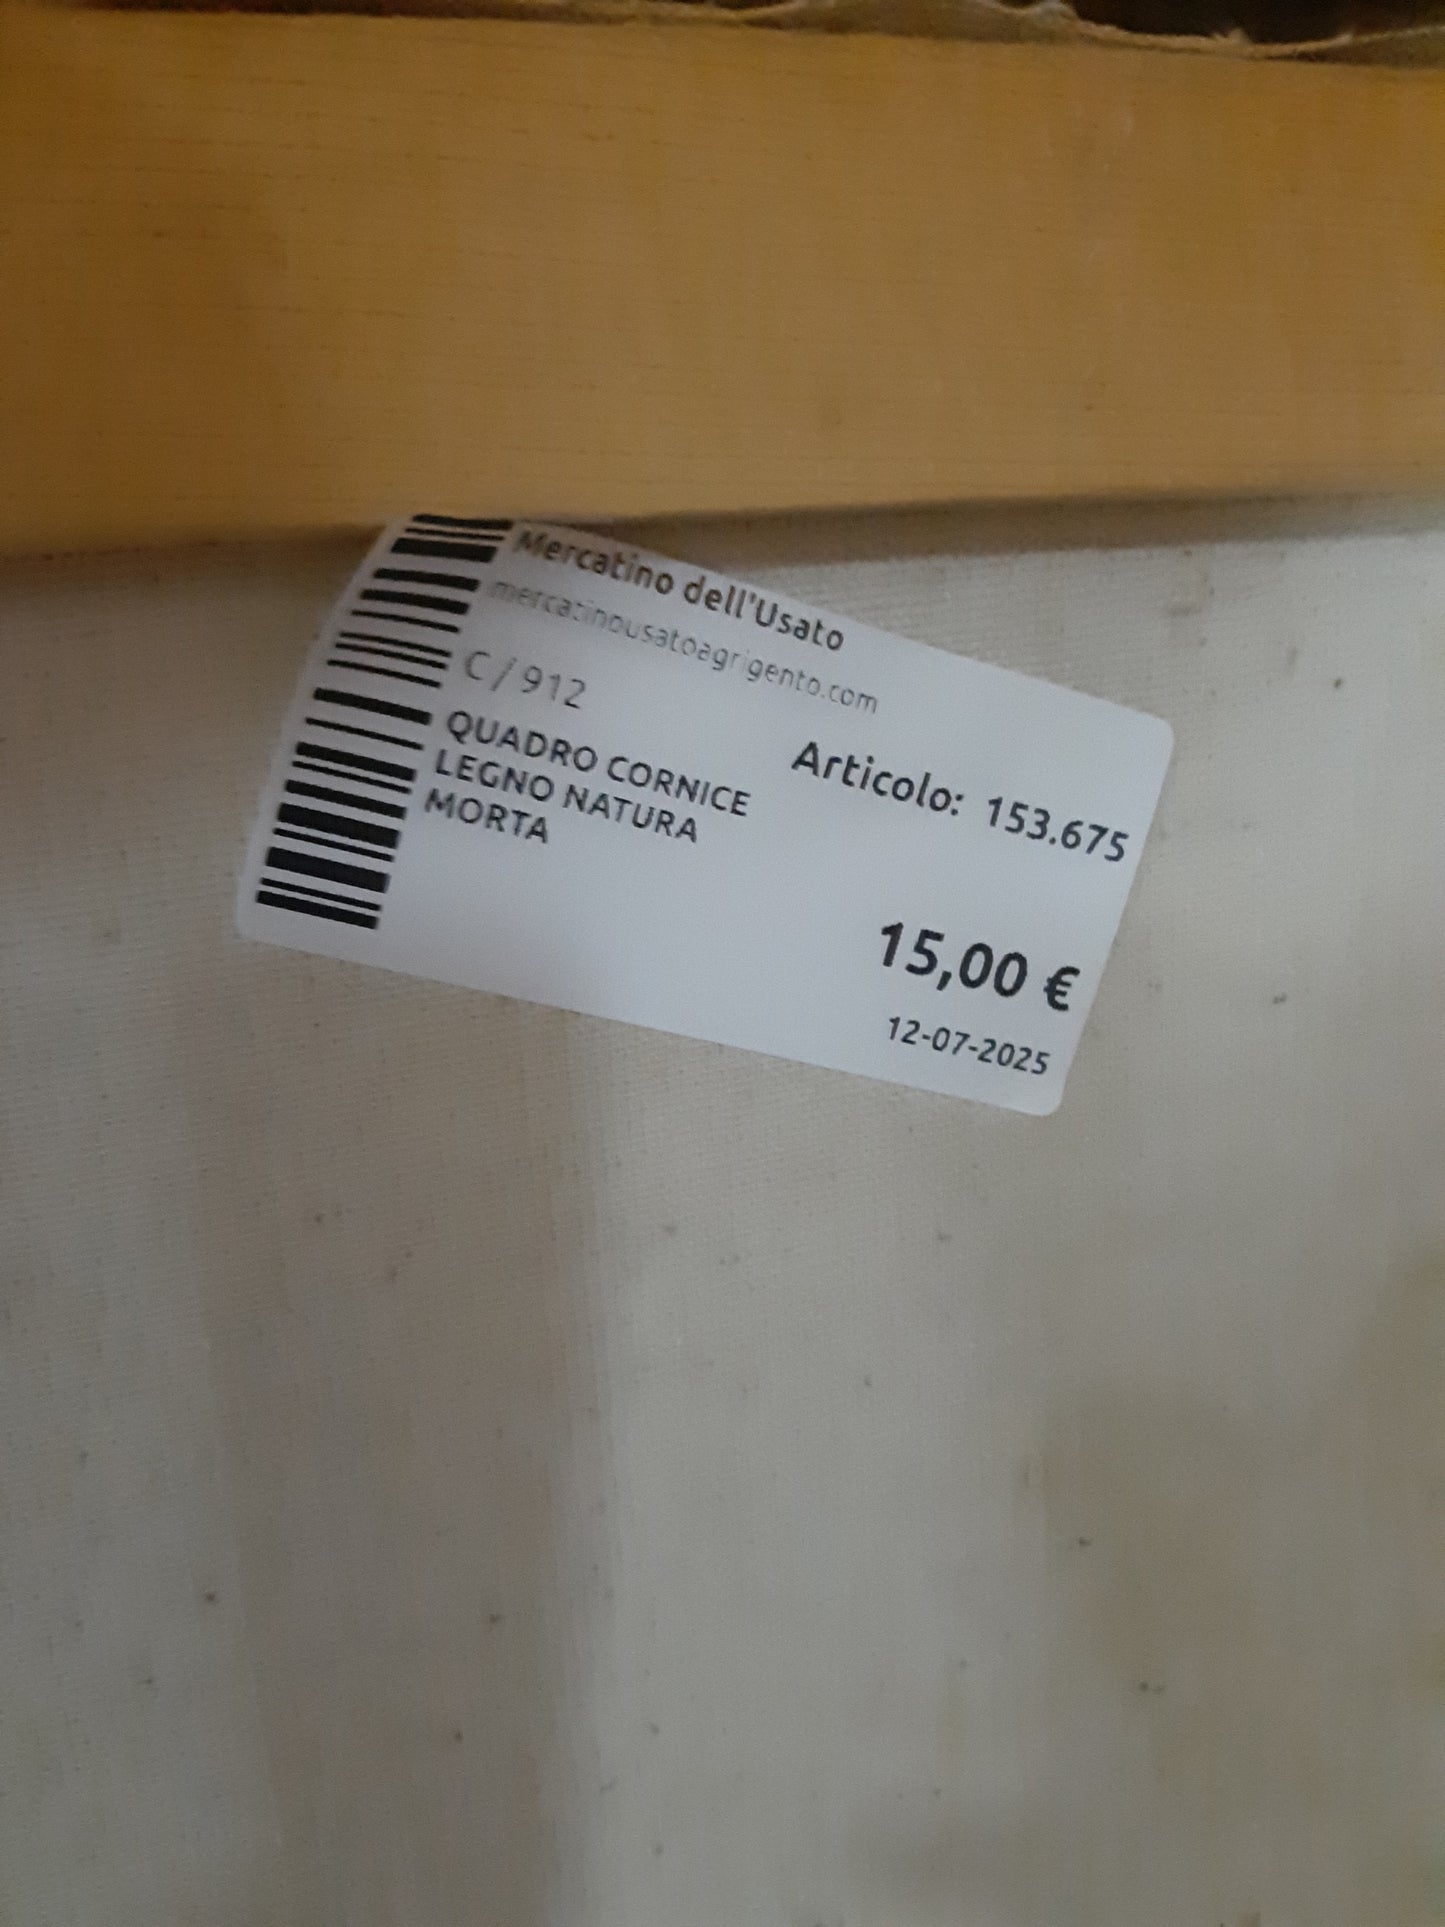 Mercatino dell'Usato
mercatinousatoagrigento.com
C / 912
Articolo: 153.675
QUADRO CORNICE
LEGNO NATURA
MORTA
15,00 €
12-07-2025